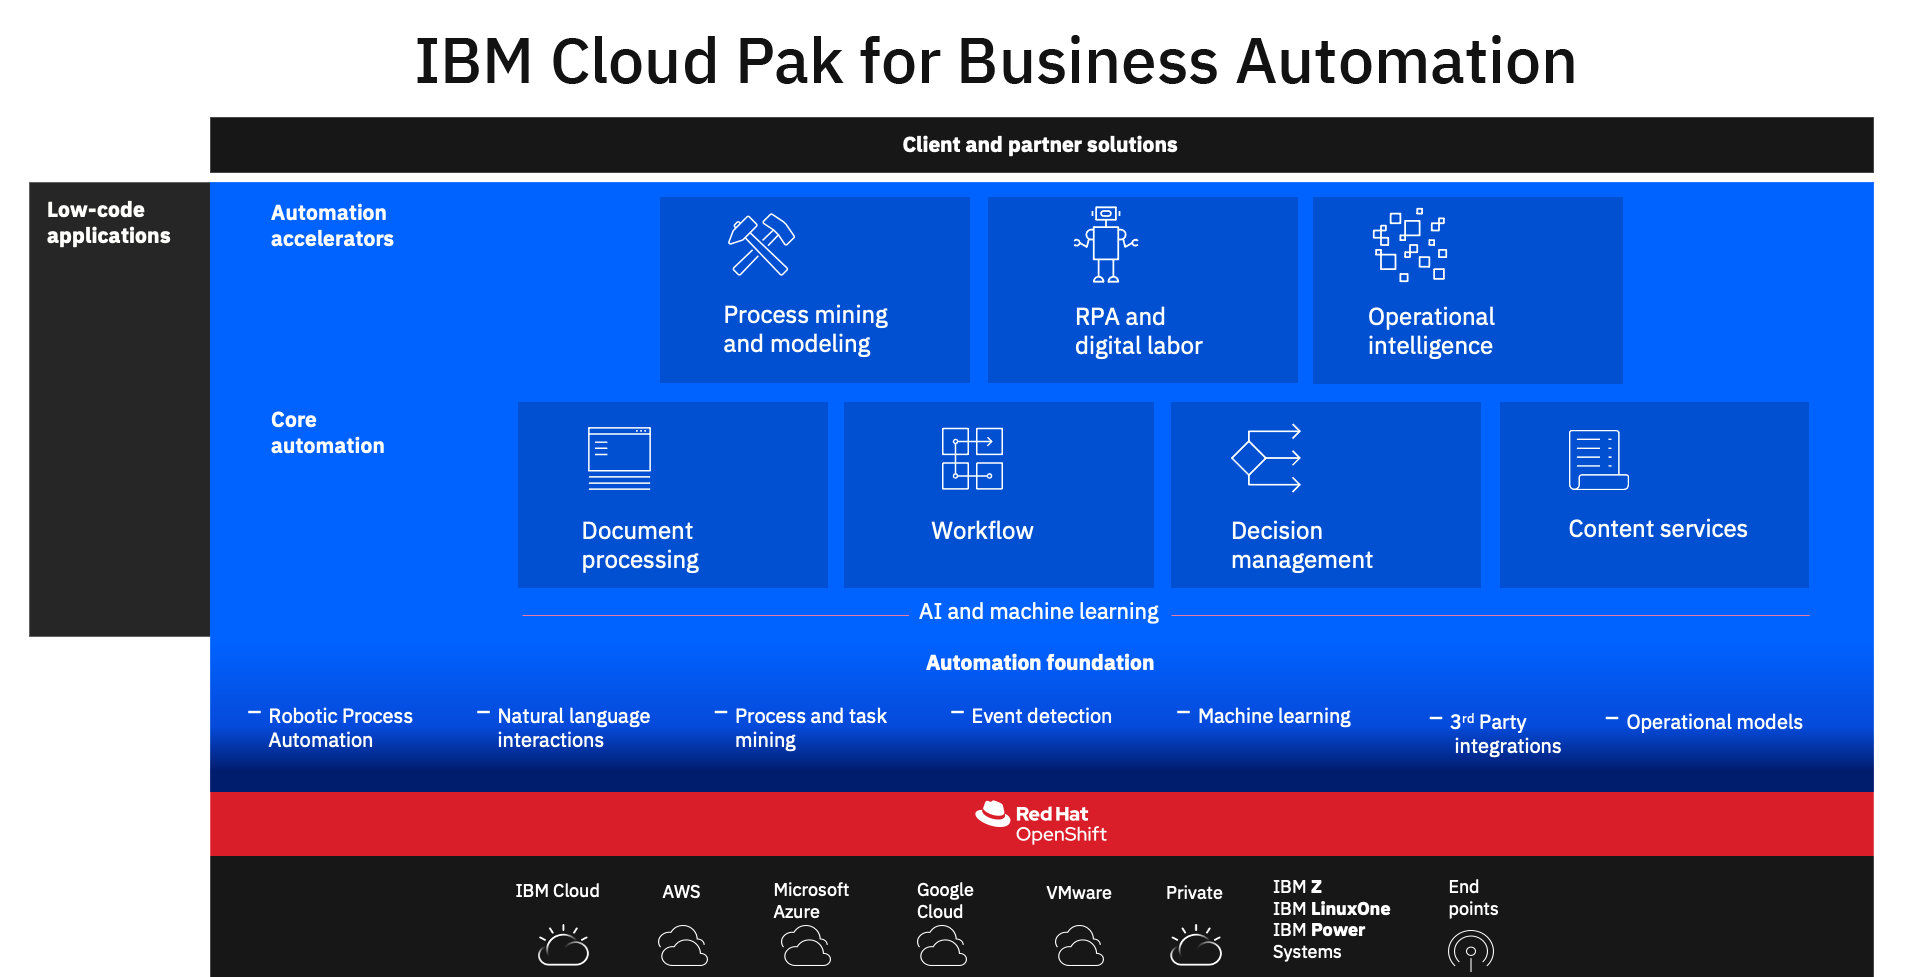 IBM Cloud Pak for Business Automation
Client and partner solutions
Low-code
applications
Automation
accelerators
Process mining
and modeling
RPA and
digital labor
Operational
intelligence
Core
automation
Document
processing
Workflow
Decision
management
Content services
AI and machine learning
Automation foundation
– Robotic Process
Automation
– Natural language
interactions
– Process and task
mining
– Event detection
– Machine learning
– 3rd Party
integrations
– Operational models
Red Hat
OpenShift
IBM Cloud
AWS
Microsoft
Azure
Google
Cloud
VMware
Private
IBM Z
IBM LinuxOne
IBM Power
Systems
End
points